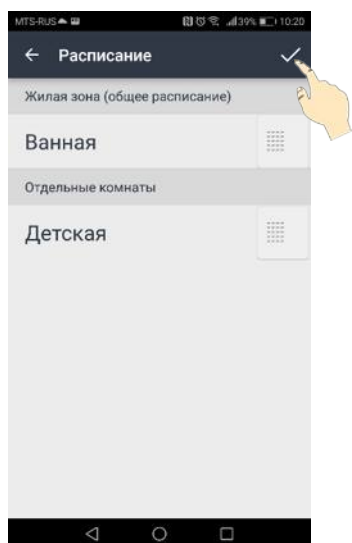 MTS-RUS 39% 10:20
Расписание
Жилая зона (общее расписание)
Ванная
Отдельные комнаты
Детская